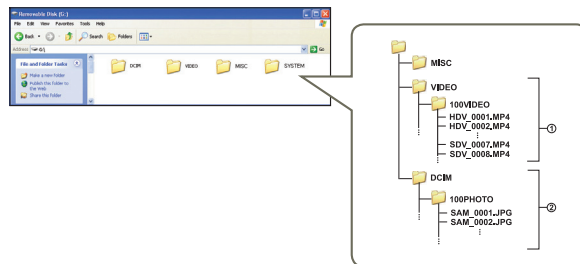 Removable Disk (G:)
File Edit View Favorites Tools Help
Back Search Folders
Address G:\ Go
File and Folder Tasks
Make a new folder
Publish this folder to the Web
Share this folder
DCIM VIDEO MISC SYSTEM
MISC
VIDEO
100VIDEO
HDV_0001.MP4
HDV_0002.MP4
①
SDV_0007.MP4
SDV_0008.MP4
DCIM
100PHOTO
②
SAM_0001.JPG
SAM_0002.JPG